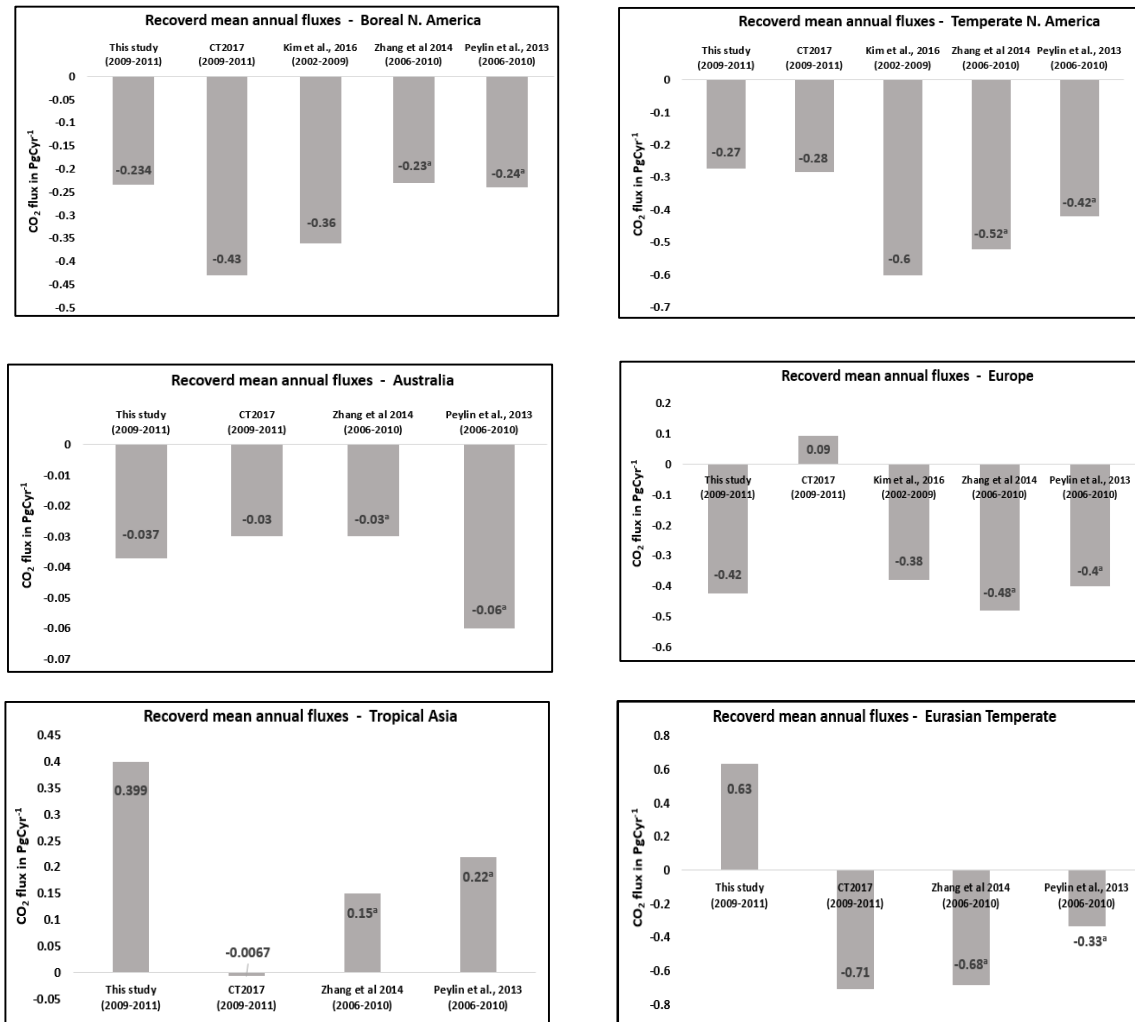 Recoverd mean annual fluxes - Boreal N. America
This study CT2017 Kim et al., 2016 Zhang et al 2014 Peylin et al., 2013
(2009-2011) (2009-2011) (2002-2009) (2006-2010) (2006-2010)
CO₂ flux in PgCyr⁻¹
0
-0.05
-0.1
-0.15
-0.2
-0.25
-0.3
-0.35
-0.4
-0.45
-0.5
-0.234
-0.43
-0.36
-0.23ᵃ
-0.24ᵃ
Recoverd mean annual fluxes - Temperate N. America
This study CT2017 Kim et al., 2016 Zhang et al 2014 Peylin et al., 2013
(2009-2011) (2009-2011) (2002-2009) (2006-2010) (2006-2010)
CO₂ flux in PgCyr⁻¹
0
-0.1
-0.2
-0.3
-0.4
-0.5
-0.6
-0.7
-0.27
-0.28
-0.6
-0.52ᵃ
-0.42ᵃ
Recoverd mean annual fluxes - Australia
This study CT2017 Zhang et al 2014 Peylin et al., 2013
(2009-2011) (2009-2011) (2006-2010) (2006-2010)
CO₂ flux in PgCyr⁻¹
0
-0.01
-0.02
-0.03
-0.04
-0.05
-0.06
-0.07
-0.037
-0.03
-0.03ᵃ
-0.06ᵃ
Recoverd mean annual fluxes - Europe
CO₂ flux in PgCyr⁻¹
0.2
0.1
0
-0.1
-0.2
-0.3
-0.4
-0.5
-0.6
0.09
This study CT2017 Kim et al., 2016 Zhang et al 2014 Peylin et al., 2013
(2009-2011) (2009-2011) (2002-2009) (2006-2010) (2006-2010)
-0.42
-0.38
-0.48ᵃ
-0.4ᵃ
Recoverd mean annual fluxes - Tropical Asia
CO₂ flux in PgCyr⁻¹
0.45
0.4
0.35
0.3
0.25
0.2
0.15
0.1
0.05
0
-0.05
0.399
-0.0067
0.15ᵃ
0.22ᵃ
This study CT2017 Zhang et al 2014 Peylin et al., 2013
(2009-2011) (2009-2011) (2006-2010) (2006-2010)
Recoverd mean annual fluxes - Eurasian Temperate
CO₂ flux in PgCyr⁻¹
0.8
0.6
0.4
0.2
0
-0.2
-0.4
-0.6
-0.8
0.63
This study CT2017 Zhang et al 2014 Peylin et al., 2013
(2009-2011) (2009-2011) (2006-2010) (2006-2010)
-0.71
-0.68ᵃ
-0.33ᵃ